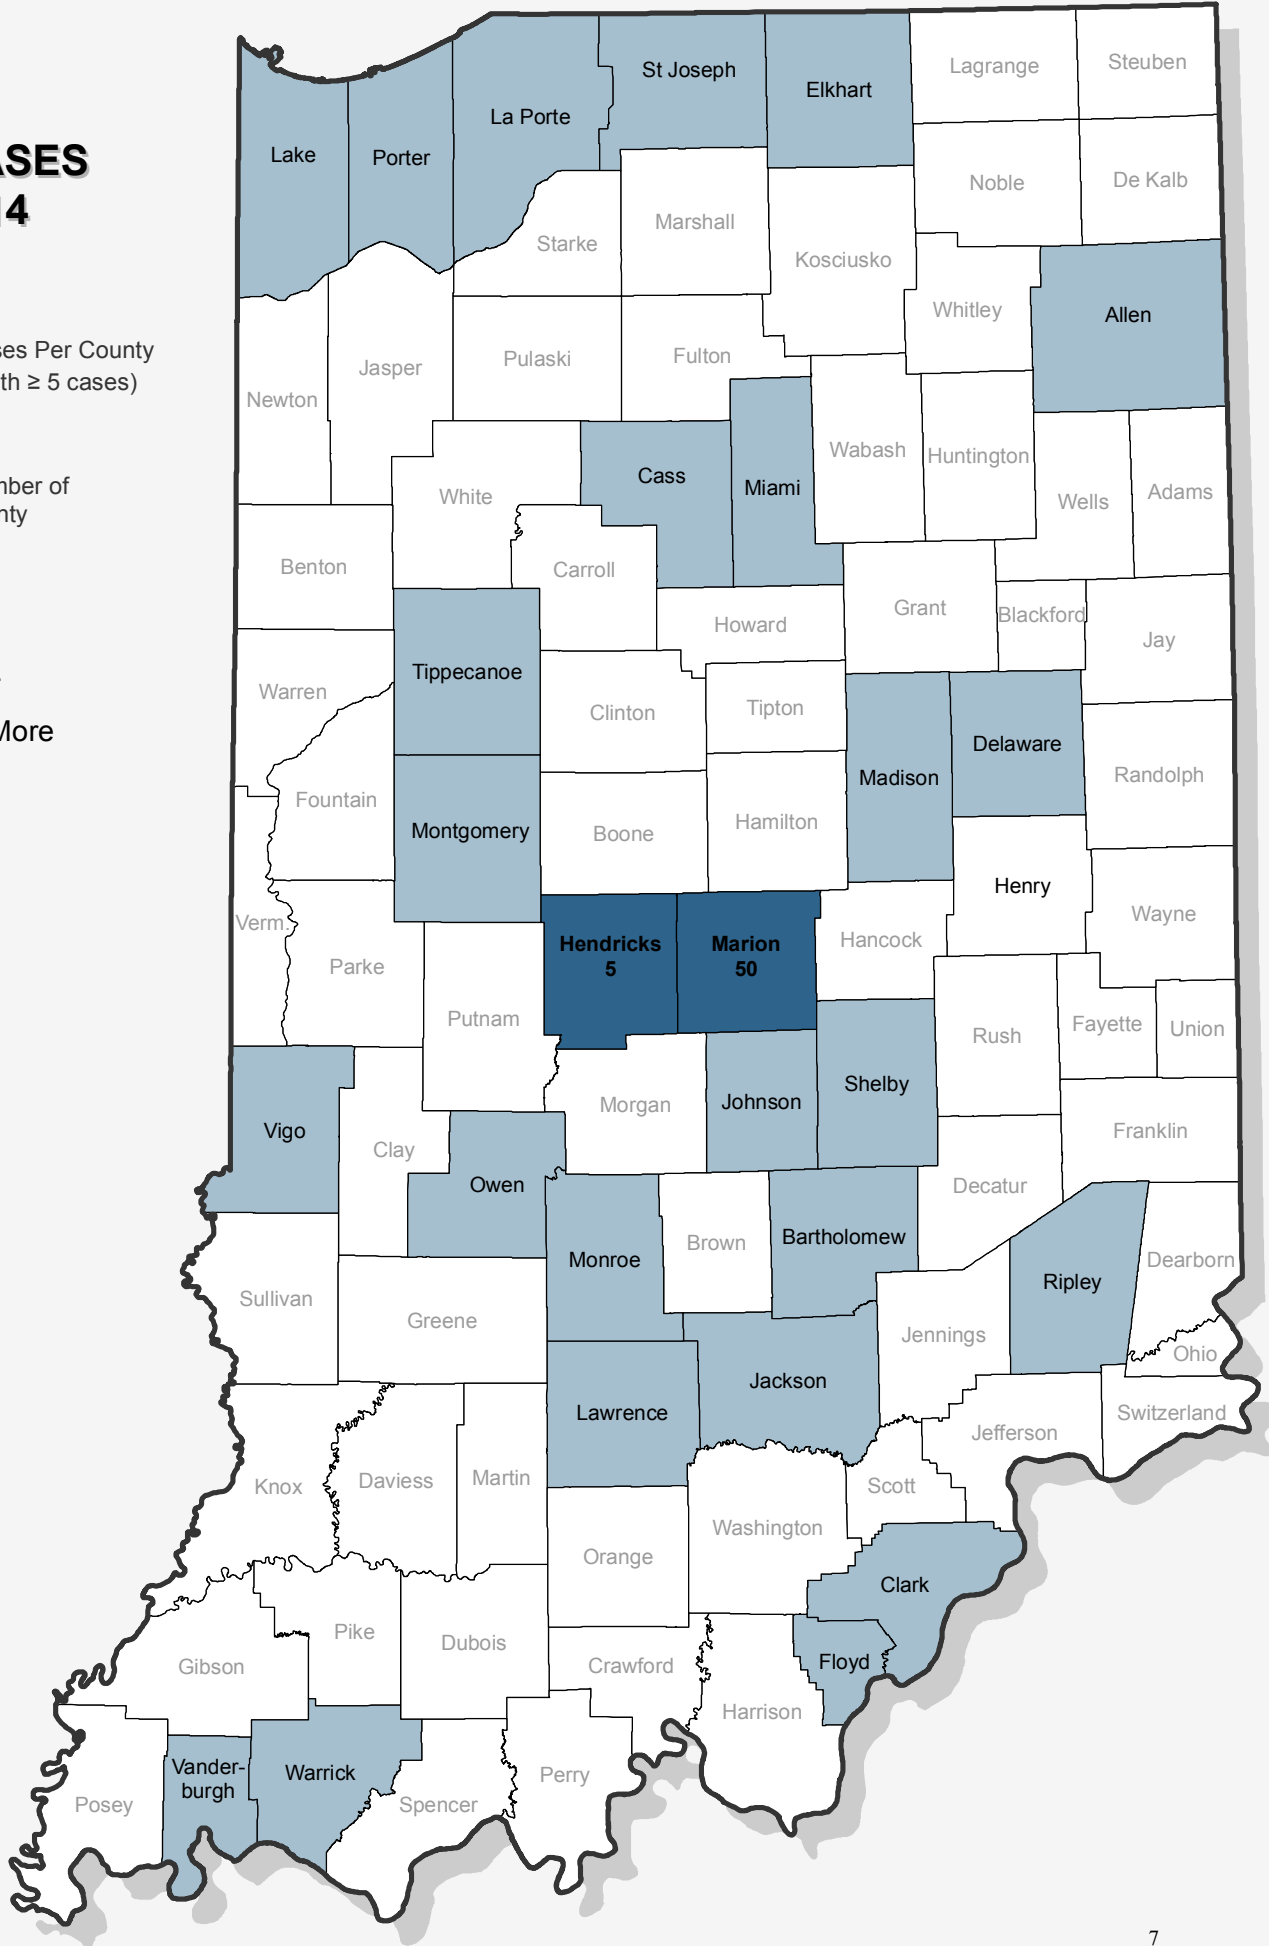 ASES
14
ses Per County
th ≥ 5 cases)
mber of
nty
More
Lake
Porter
La Porte
St Joseph
Elkhart
Lagrange
Steuben
Noble
De Kalb
Starke
Marshall
Kosciusko
Whitley
Allen
Newton
Jasper
Pulaski
Fulton
Wabash
Huntington
Wells
Adams
White
Cass
Miami
Benton
Carroll
Howard
Grant
Blackford
Jay
Warren
Tippecanoe
Clinton
Tipton
Madison
Delaware
Randolph
Fountain
Montgomery
Boone
Hamilton
Henry
Wayne
Verm.
Parke
Putnam
Hendricks
5
Marion
50
Hancock
Rush
Fayette
Union
Vigo
Clay
Owen
Morgan
Johnson
Shelby
Decatur
Franklin
Sullivan
Greene
Monroe
Brown
Bartholomew
Jennings
Ripley
Dearborn
Ohio
Switzerland
Jefferson
Knox
Daviess
Martin
Lawrence
Jackson
Scott
Washington
Orange
Clark
Floyd
Gibson
Pike
Dubois
Crawford
Harrison
Posey
Vander-
burgh
Warrick
Spencer
Perry
7